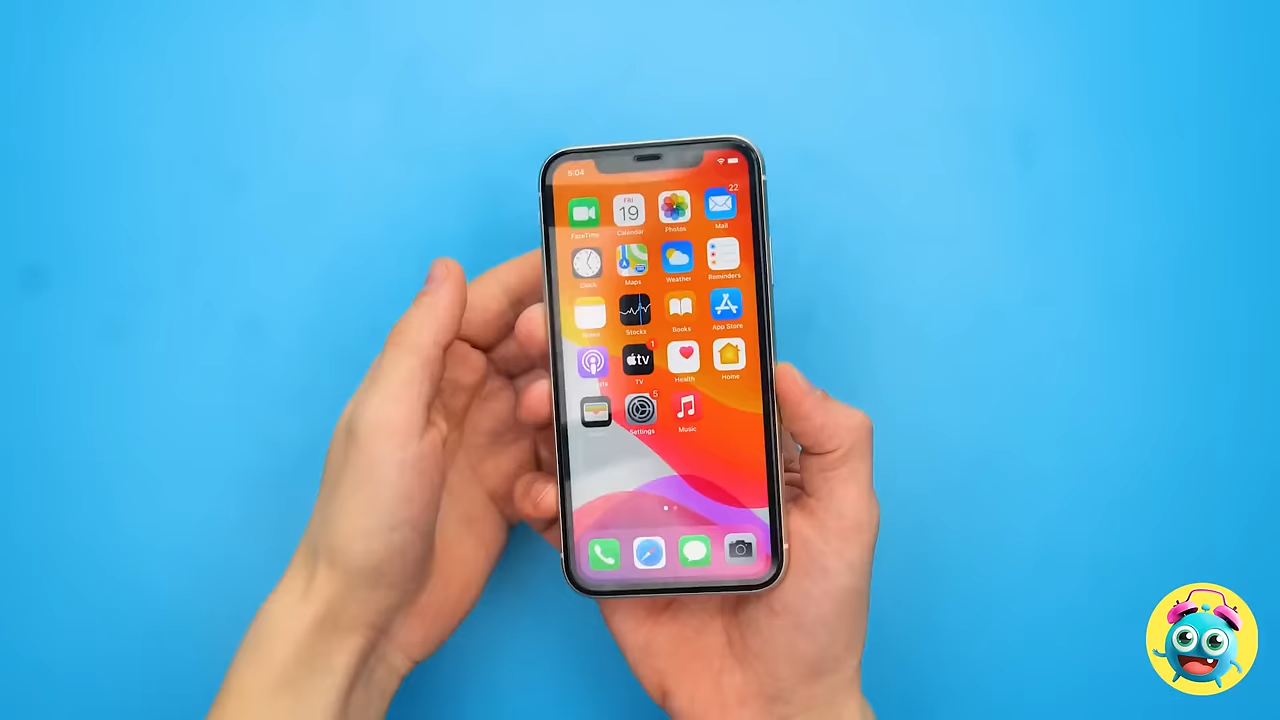 5:04
22
FRI
19
FaceTime Calendar Photos Mail
Clock Maps Weather Reminders
Stocks Books App Store
1
tv
TV Health Home
5
Settings Music